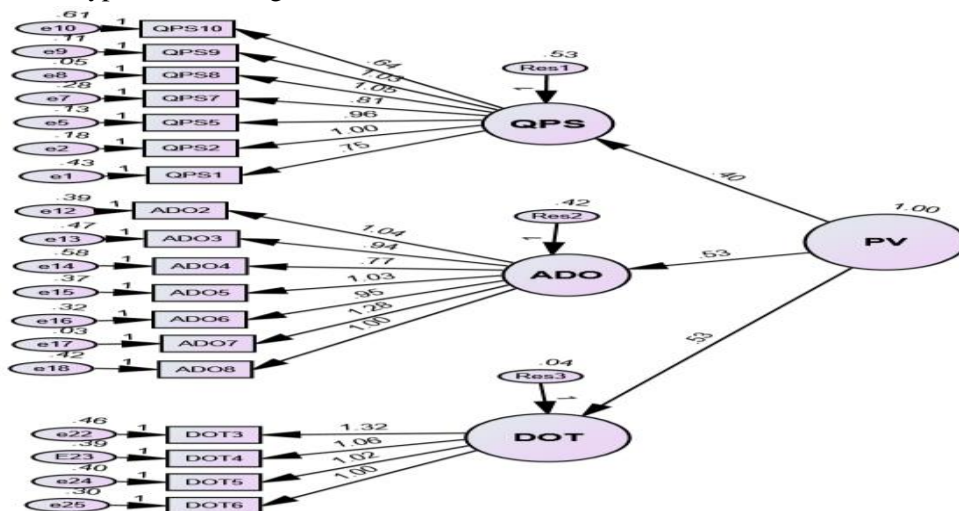 .61
e10 1 QPS10
.11
e9 1 QPS9
.05
e8 1 QPS8
.28
e7 1 QPS7
.13
e5 1 QPS5
.18
e2 1 QPS2
.43
e1 1 QPS1
.64
1.03
1.05
.81
.96
1.00
.75
.53
Res1
1
QPS
.40
.39
e12 1 ADO2
.47
e13 1 ADO3
.58
e14 1 ADO4
.37
e15 1 ADO5
.32
e16 1 ADO6
.03
e17 1 ADO7
.42
e18 1 ADO8
1.04
.94
.77
1.03
.95
1.28
1.00
.42
Res2
1
ADO
.53
1.00
PV
.46
e22 1 DOT3
.39
E23 1 DOT4
.40
e24 1 DOT5
.30
e25 1 DOT6
1.32
1.06
1.02
1.00
.04
Res3
1
DOT
.53